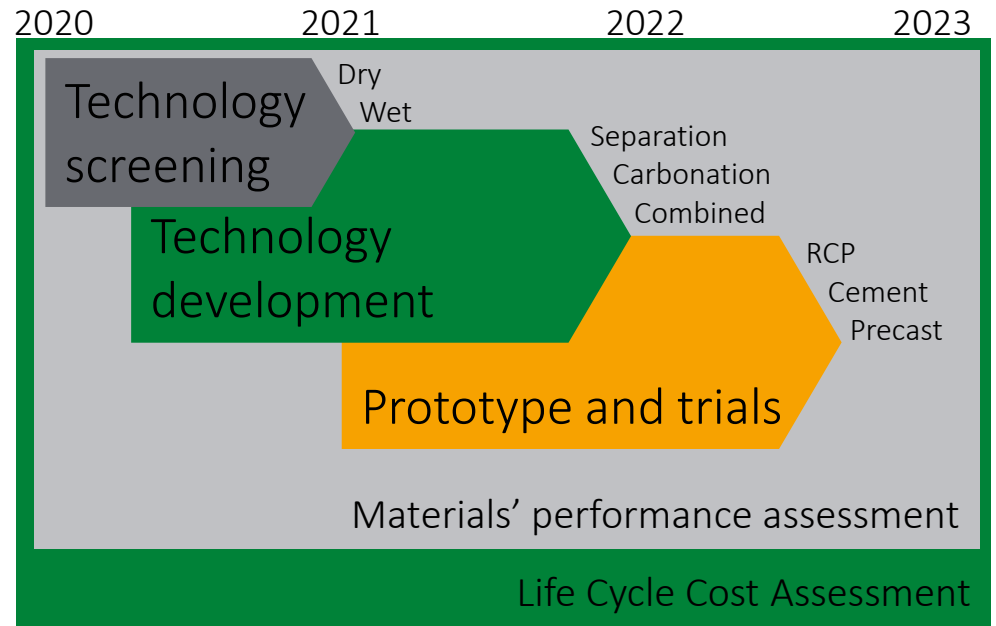 2020 2021 2022 2023
Technology
screening
Dry
Wet
Technology
development
Separation
Carbonation
Combined
Prototype and trials
RCP
Cement
Precast
Materials’ performance assessment
Life Cycle Cost Assessment